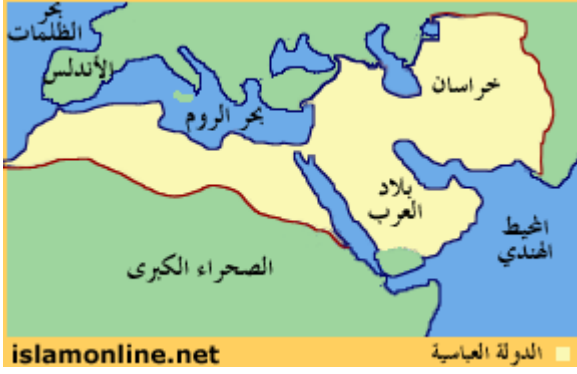 بحر
الظلمات
الأندلس
بحر الروم
خراسان
بلاد
العرب
المحيط
الهندي
الصحراء الكبرى
الدولة العباسية
islamonline.net